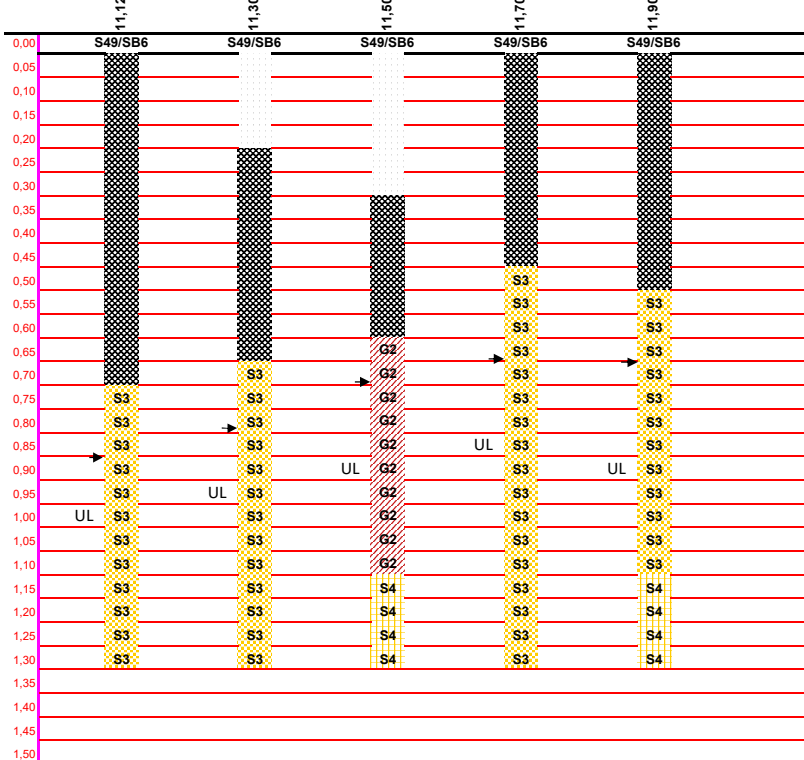 11,12 11,30 11,50 11,70 11,90
0,00 S49/SB6 S49/SB6 S49/SB6 S49/SB6 S49/SB6
0,05
0,10
0,15
0,20
0,25
0,30
0,35
0,40
0,45
0,50 S3
0,55 S3 S3
0,60 S3 S3
0,65 G2 S3 S3
0,70 S3 G2 S3 S3
0,75 S3 S3 G2 S3 S3
0,80 S3 S3 G2 S3 S3
0,85 S3 S3 G2 UL S3 S3
0,90 S3 S3 UL G2 S3 UL S3
0,95 S3 UL S3 G2 S3 S3
1,00 UL S3 S3 G2 S3 S3
1,05 S3 S3 G2 S3 S3
1,10 S3 S3 G2 S3 S3
1,15 S3 S3 S4 S3 S4
1,20 S3 S3 S4 S3 S4
1,25 S3 S3 S4 S3 S4
1,30 S3 S3 S4 S3 S4
1,35
1,40
1,45
1,50